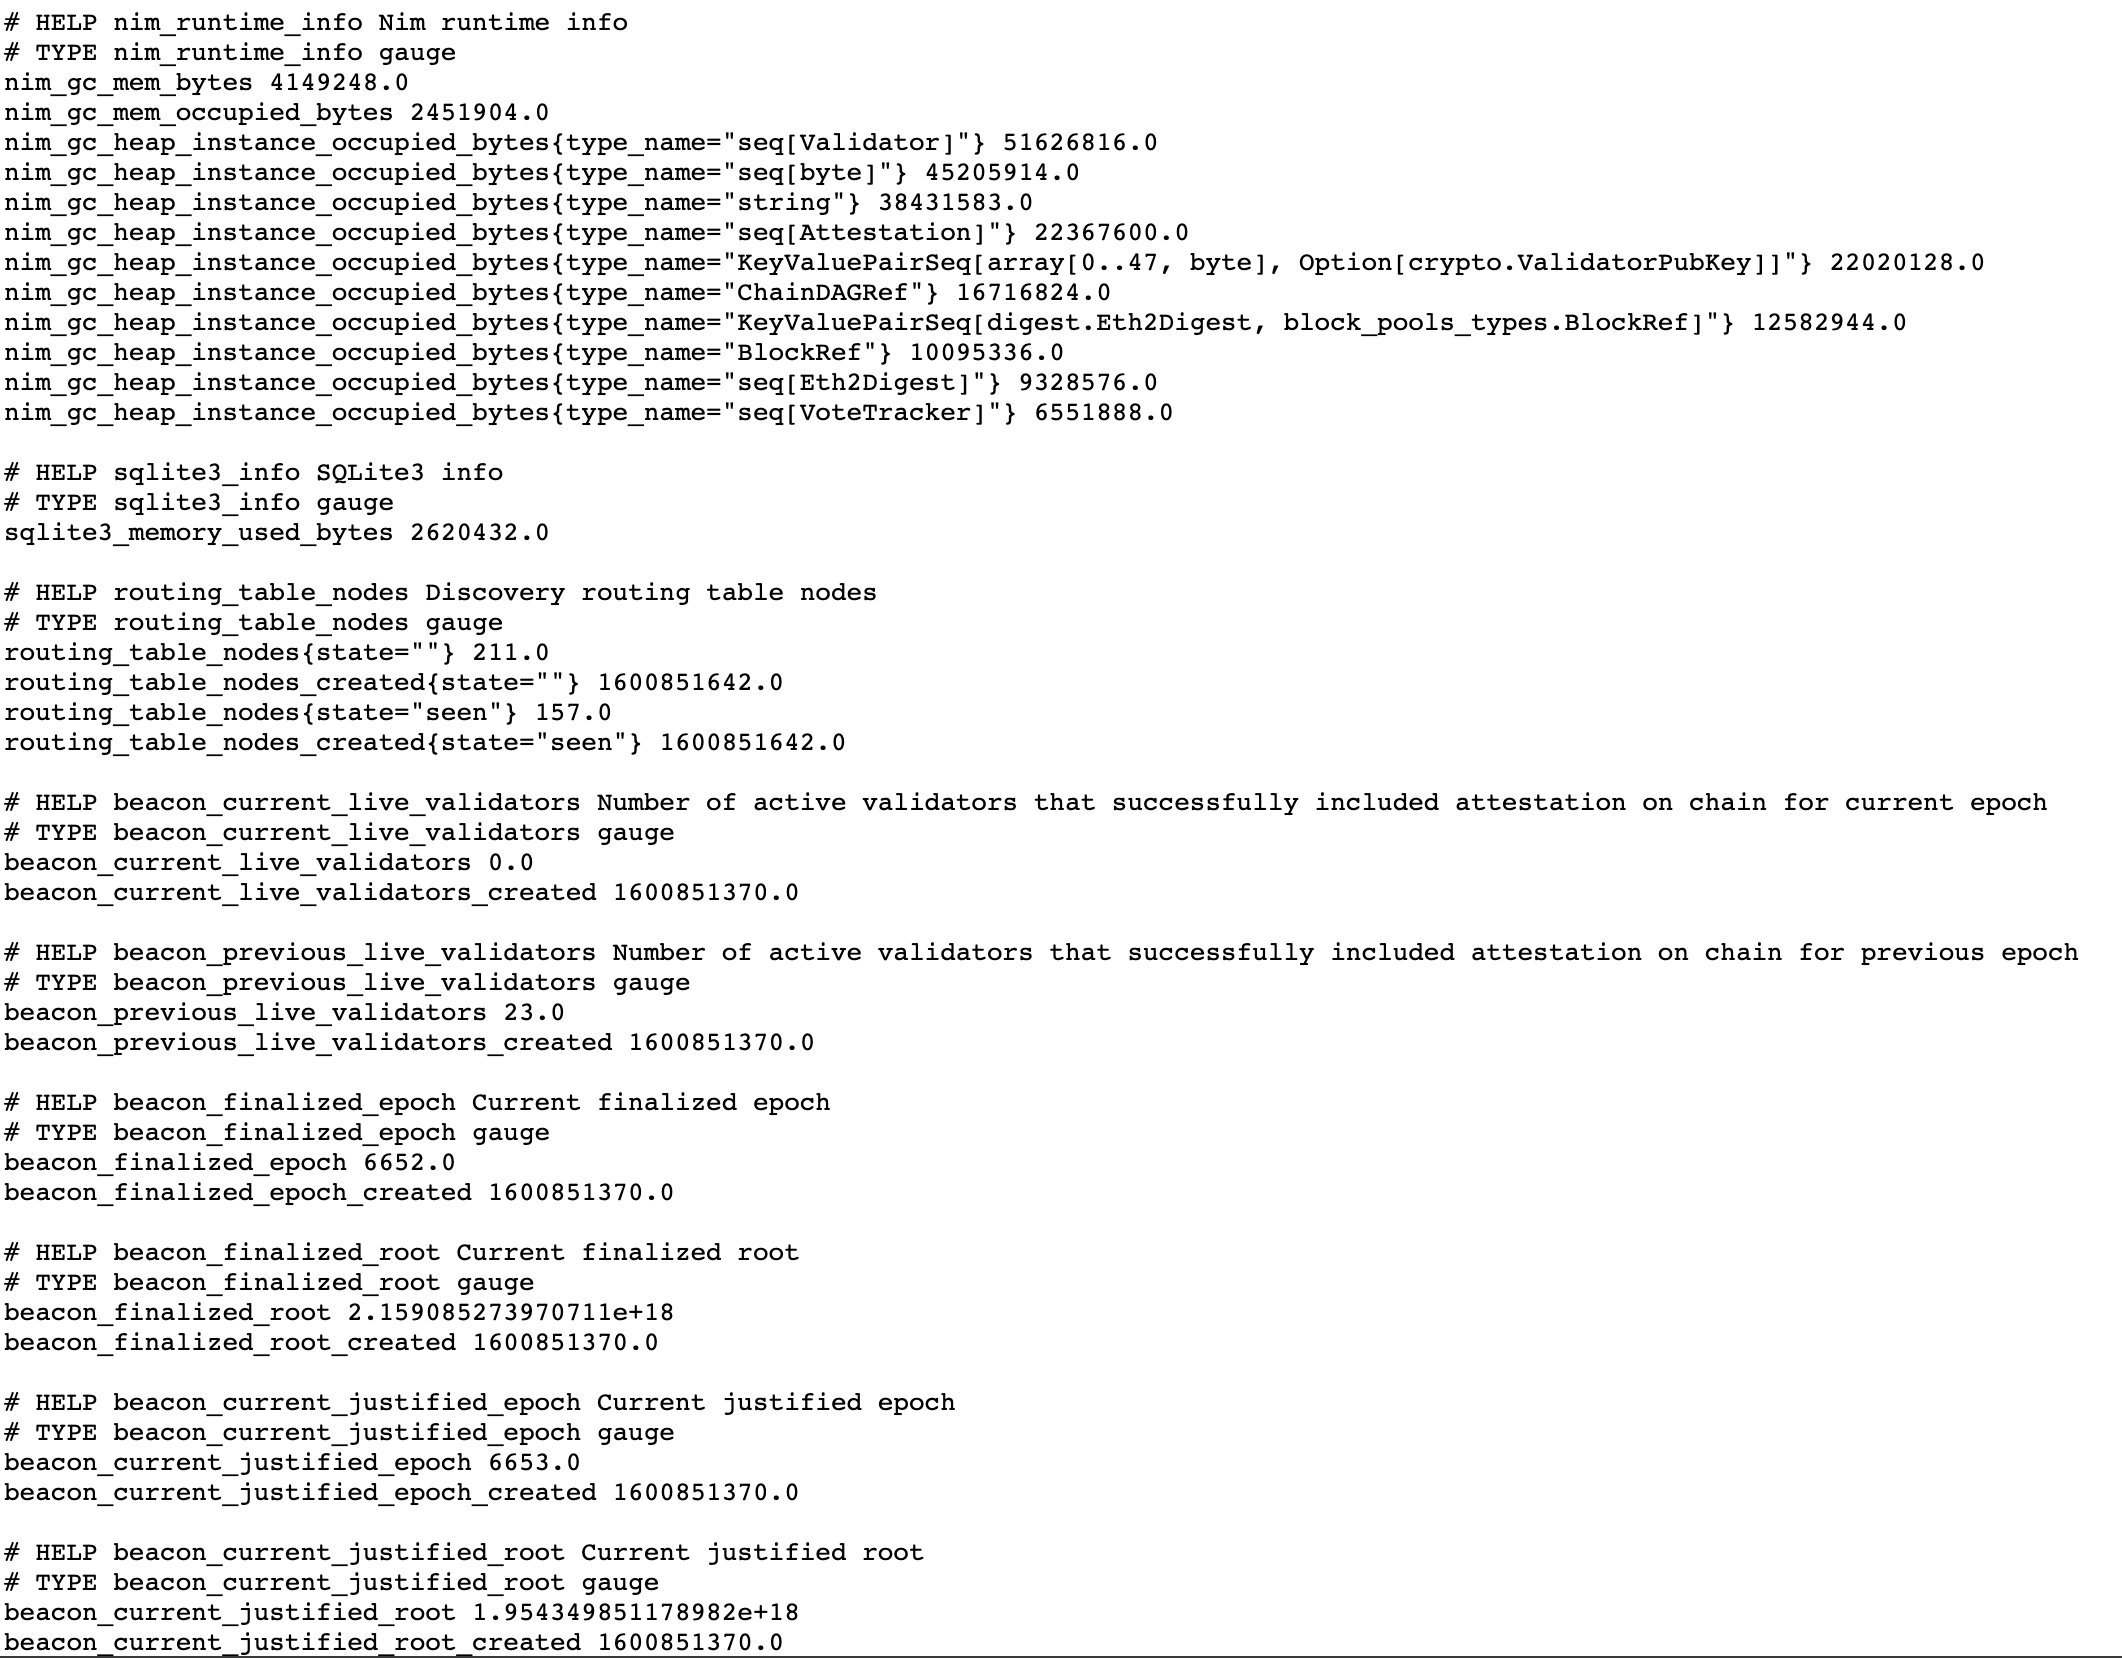 # HELP nim_runtime_info Nim runtime info
# TYPE nim_runtime_info gauge
nim_gc_mem_bytes 4149248.0
nim_gc_mem_occupied_bytes 2451904.0
nim_gc_heap_instance_occupied_bytes{type_name="seq[Validator]"} 51626816.0
nim_gc_heap_instance_occupied_bytes{type_name="seq[byte]"} 45205914.0
nim_gc_heap_instance_occupied_bytes{type_name="string"} 38431583.0
nim_gc_heap_instance_occupied_bytes{type_name="seq[Attestation]"} 22367600.0
nim_gc_heap_instance_occupied_bytes{type_name="KeyValuePairSeq[array[0..47, byte], Option[crypto.ValidatorPubKey]]"} 22020128.0
nim_gc_heap_instance_occupied_bytes{type_name="ChainDAGRef"} 16716824.0
nim_gc_heap_instance_occupied_bytes{type_name="KeyValuePairSeq[digest.Eth2Digest, block_pools_types.BlockRef]"} 12582944.0
nim_gc_heap_instance_occupied_bytes{type_name="BlockRef"} 10095336.0
nim_gc_heap_instance_occupied_bytes{type_name="seq[Eth2Digest]"} 9328576.0
nim_gc_heap_instance_occupied_bytes{type_name="seq[VoteTracker]"} 6551888.0
# HELP sqlite3_info SQLite3 info
# TYPE sqlite3_info gauge
sqlite3_memory_used_bytes 2620432.0
# HELP routing_table_nodes Discovery routing table nodes
# TYPE routing_table_nodes gauge
routing_table_nodes{state=""} 211.0
routing_table_nodes_created{state=""} 1600851642.0
routing_table_nodes{state="seen"} 157.0
routing_table_nodes_created{state="seen"} 1600851642.0
# HELP beacon_current_live_validators Number of active validators that successfully included attestation on chain for current epoch
# TYPE beacon_current_live_validators gauge
beacon_current_live_validators 0.0
beacon_current_live_validators_created 1600851370.0
# HELP beacon_previous_live_validators Number of active validators that successfully included attestation on chain for previous epoch
# TYPE beacon_previous_live_validators gauge
beacon_previous_live_validators 23.0
beacon_previous_live_validators_created 1600851370.0
# HELP beacon_finalized_epoch Current finalized epoch
# TYPE beacon_finalized_epoch gauge
beacon_finalized_epoch 6652.0
beacon_finalized_epoch_created 1600851370.0
# HELP beacon_finalized_root Current finalized root
# TYPE beacon_finalized_root gauge
beacon_finalized_root 2.159085273970711e+18
beacon_finalized_root_created 1600851370.0
# HELP beacon_current_justified_epoch Current justified epoch
# TYPE beacon_current_justified_epoch gauge
beacon_current_justified_epoch 6653.0
beacon_current_justified_epoch_created 1600851370.0
# HELP beacon_current_justified_root Current justified root
# TYPE beacon_current_justified_root gauge
beacon_current_justified_root 1.954349851178982e+18
beacon_current_justified_root_created 1600851370.0